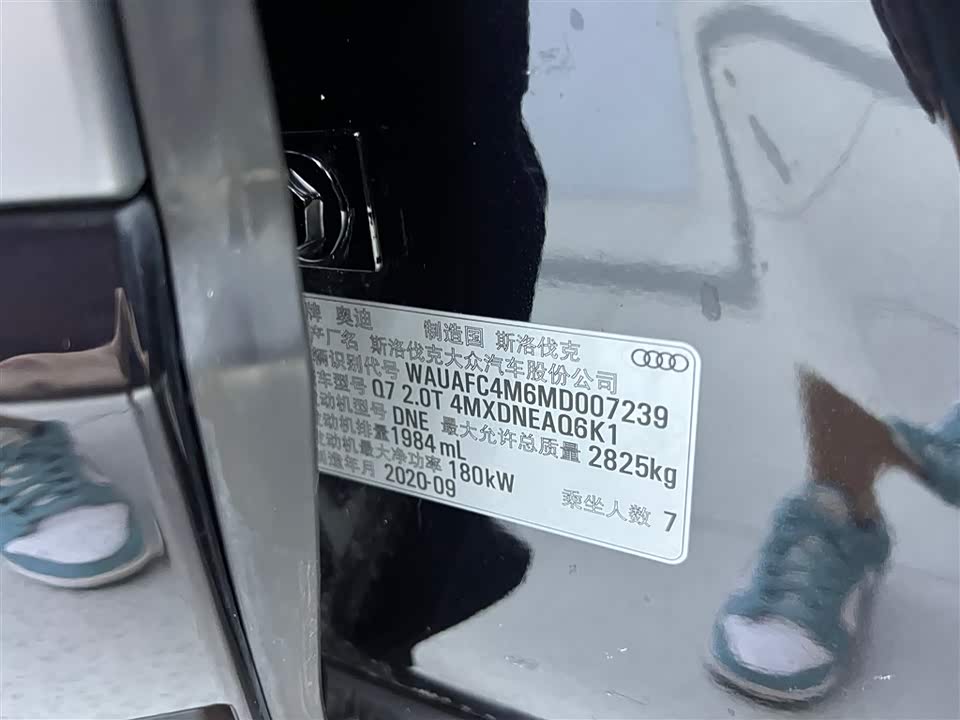 牌 奥迪 制造国 斯洛伐克
产厂名 斯洛伐克大众汽车股份公司
辆识别代号 WAUAFC4M6MD007239
车型号 Q7 2.0T 4MXDNEAQ6K1
动机型号 DNE 最大允许总质量 2825kg
动机排量 1984 mL
动机最大净功率 180kW
制造年月 2020-09 乘坐人数 7